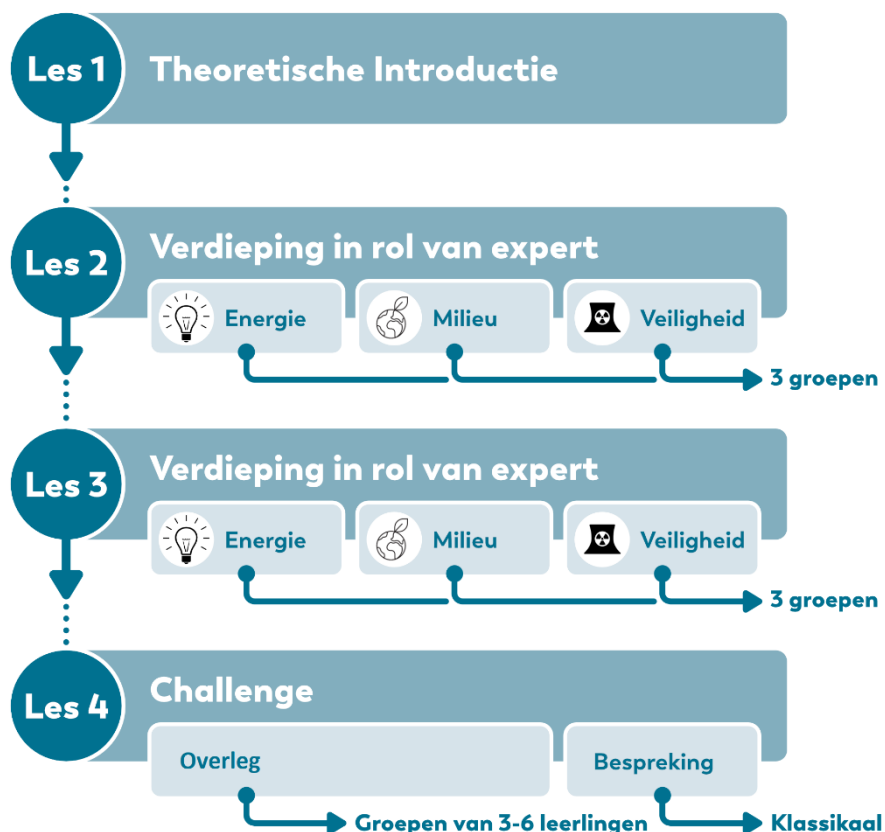 Les 1
Theoretische Introductie
Les 2
Verdieping in rol van expert
Energie
Milieu
Veiligheid
3 groepen
Les 3
Verdieping in rol van expert
Energie
Milieu
Veiligheid
3 groepen
Les 4
Challenge
Overleg
Bespreking
Groepen van 3-6 leerlingen
Klassikaal